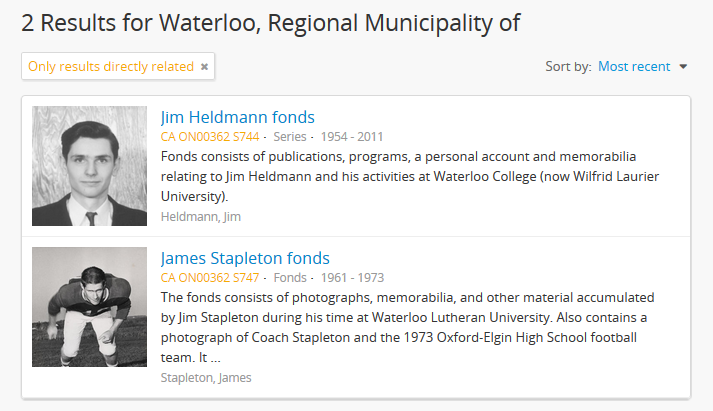 2 Results for Waterloo, Regional Municipality of
Only results directly related ✖
Sort by: Most recent
Jim Heldmann fonds
CA ON00362 S744 · Series · 1954 - 2011
Fonds consists of publications, programs, a personal account and memorabilia
relating to Jim Heldmann and his activities at Waterloo College (now Wilfrid Laurier
University).
Heldmann, Jim
James Stapleton fonds
CA ON00362 S747 · Fonds · 1961 - 1973
The fonds consists of photographs, memorabilia, and other material accumulated
by Jim Stapleton during his time at Waterloo Lutheran University. Also contains a
photograph of Coach Stapleton and the 1973 Oxford-Elgin High School football
team. It ...
Stapleton, James